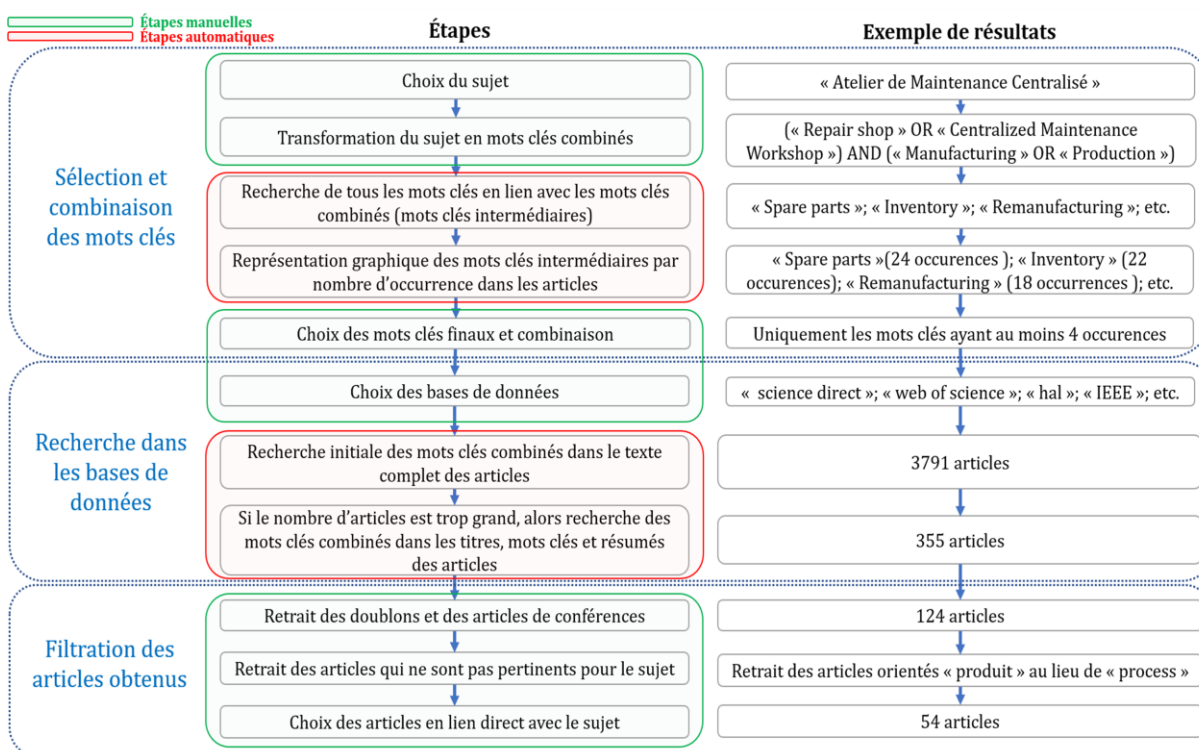 Étapes manuelles
Étapes automatiques
Étapes
Exemple de résultats
Sélection et
combinaison
des mots clés
Choix du sujet
« Atelier de Maintenance Centralisé »
Transformation du sujet en mots clés combinés
(« Repair shop » OR « Centralized Maintenance
Workshop ») AND (« Manufacturing » OR « Production »)
Recherche de tous les mots clés en lien avec les mots clés
combinés (mots clés intermédiaires)
« Spare parts »; « Inventory »; « Remanufacturing »; etc.
Représentation graphique des mots clés intermédiaires par
nombre d’occurrence dans les articles
« Spare parts »(24 occurences ); « Inventory » (22
occurences); « Remanufacturing » (18 occurrences ); etc.
Choix des mots clés finaux et combinaison
Uniquement les mots clés ayant au moins 4 occurences
Recherche dans
les bases de
données
Choix des bases de données
« science direct »; « web of science »; « hal »; « IEEE »; etc.
Recherche initiale des mots clés combinés dans le texte
complet des articles
3791 articles
Si le nombre d’articles est trop grand, alors recherche des
mots clés combinés dans les titres, mots clés et résumés
des articles
355 articles
Filtration des
articles obtenus
Retrait des doublons et des articles de conférences
124 articles
Retrait des articles qui ne sont pas pertinents pour le sujet
Retrait des articles orientés « produit » au lieu de « process »
Choix des articles en lien direct avec le sujet
54 articles